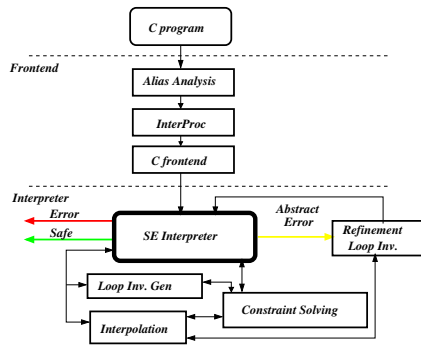 C program
Frontend
Alias Analysis
InterProc
C frontend
Interpreter
Error
Safe
SE Interpreter
Abstract
Error
Refinement
Loop Inv.
Loop Inv. Gen
Constraint Solving
Interpolation